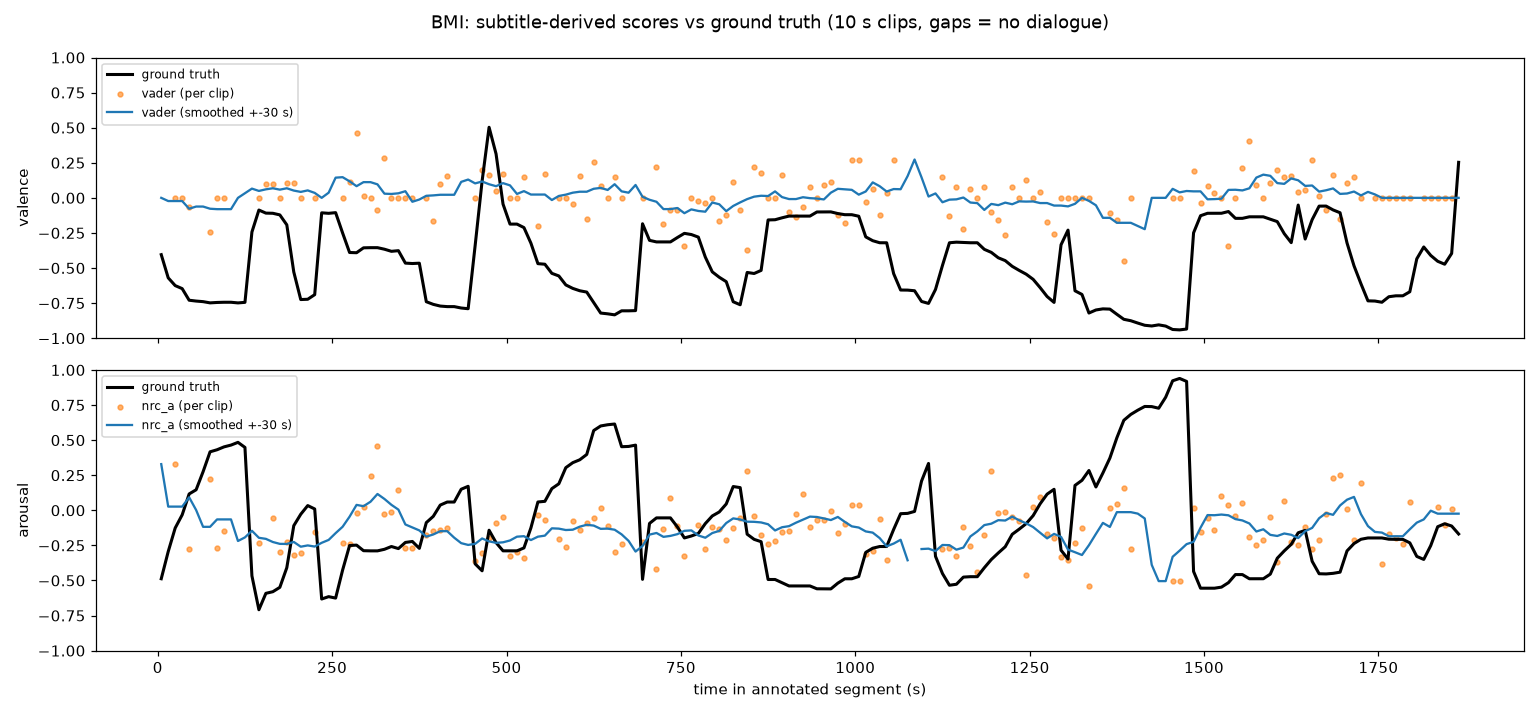 BMI: subtitle-derived scores vs ground truth (10 s clips, gaps = no dialogue)
1.00
0.75
0.50
0.25
0.00
−0.25
−0.50
−0.75
−1.00
valence
ground truth
vader (per clip)
vader (smoothed +-30 s)
1.00
0.75
0.50
0.25
0.00
−0.25
−0.50
−0.75
−1.00
arousal
ground truth
nrc_a (per clip)
nrc_a (smoothed +-30 s)
0 250 500 750 1000 1250 1500 1750
time in annotated segment (s)